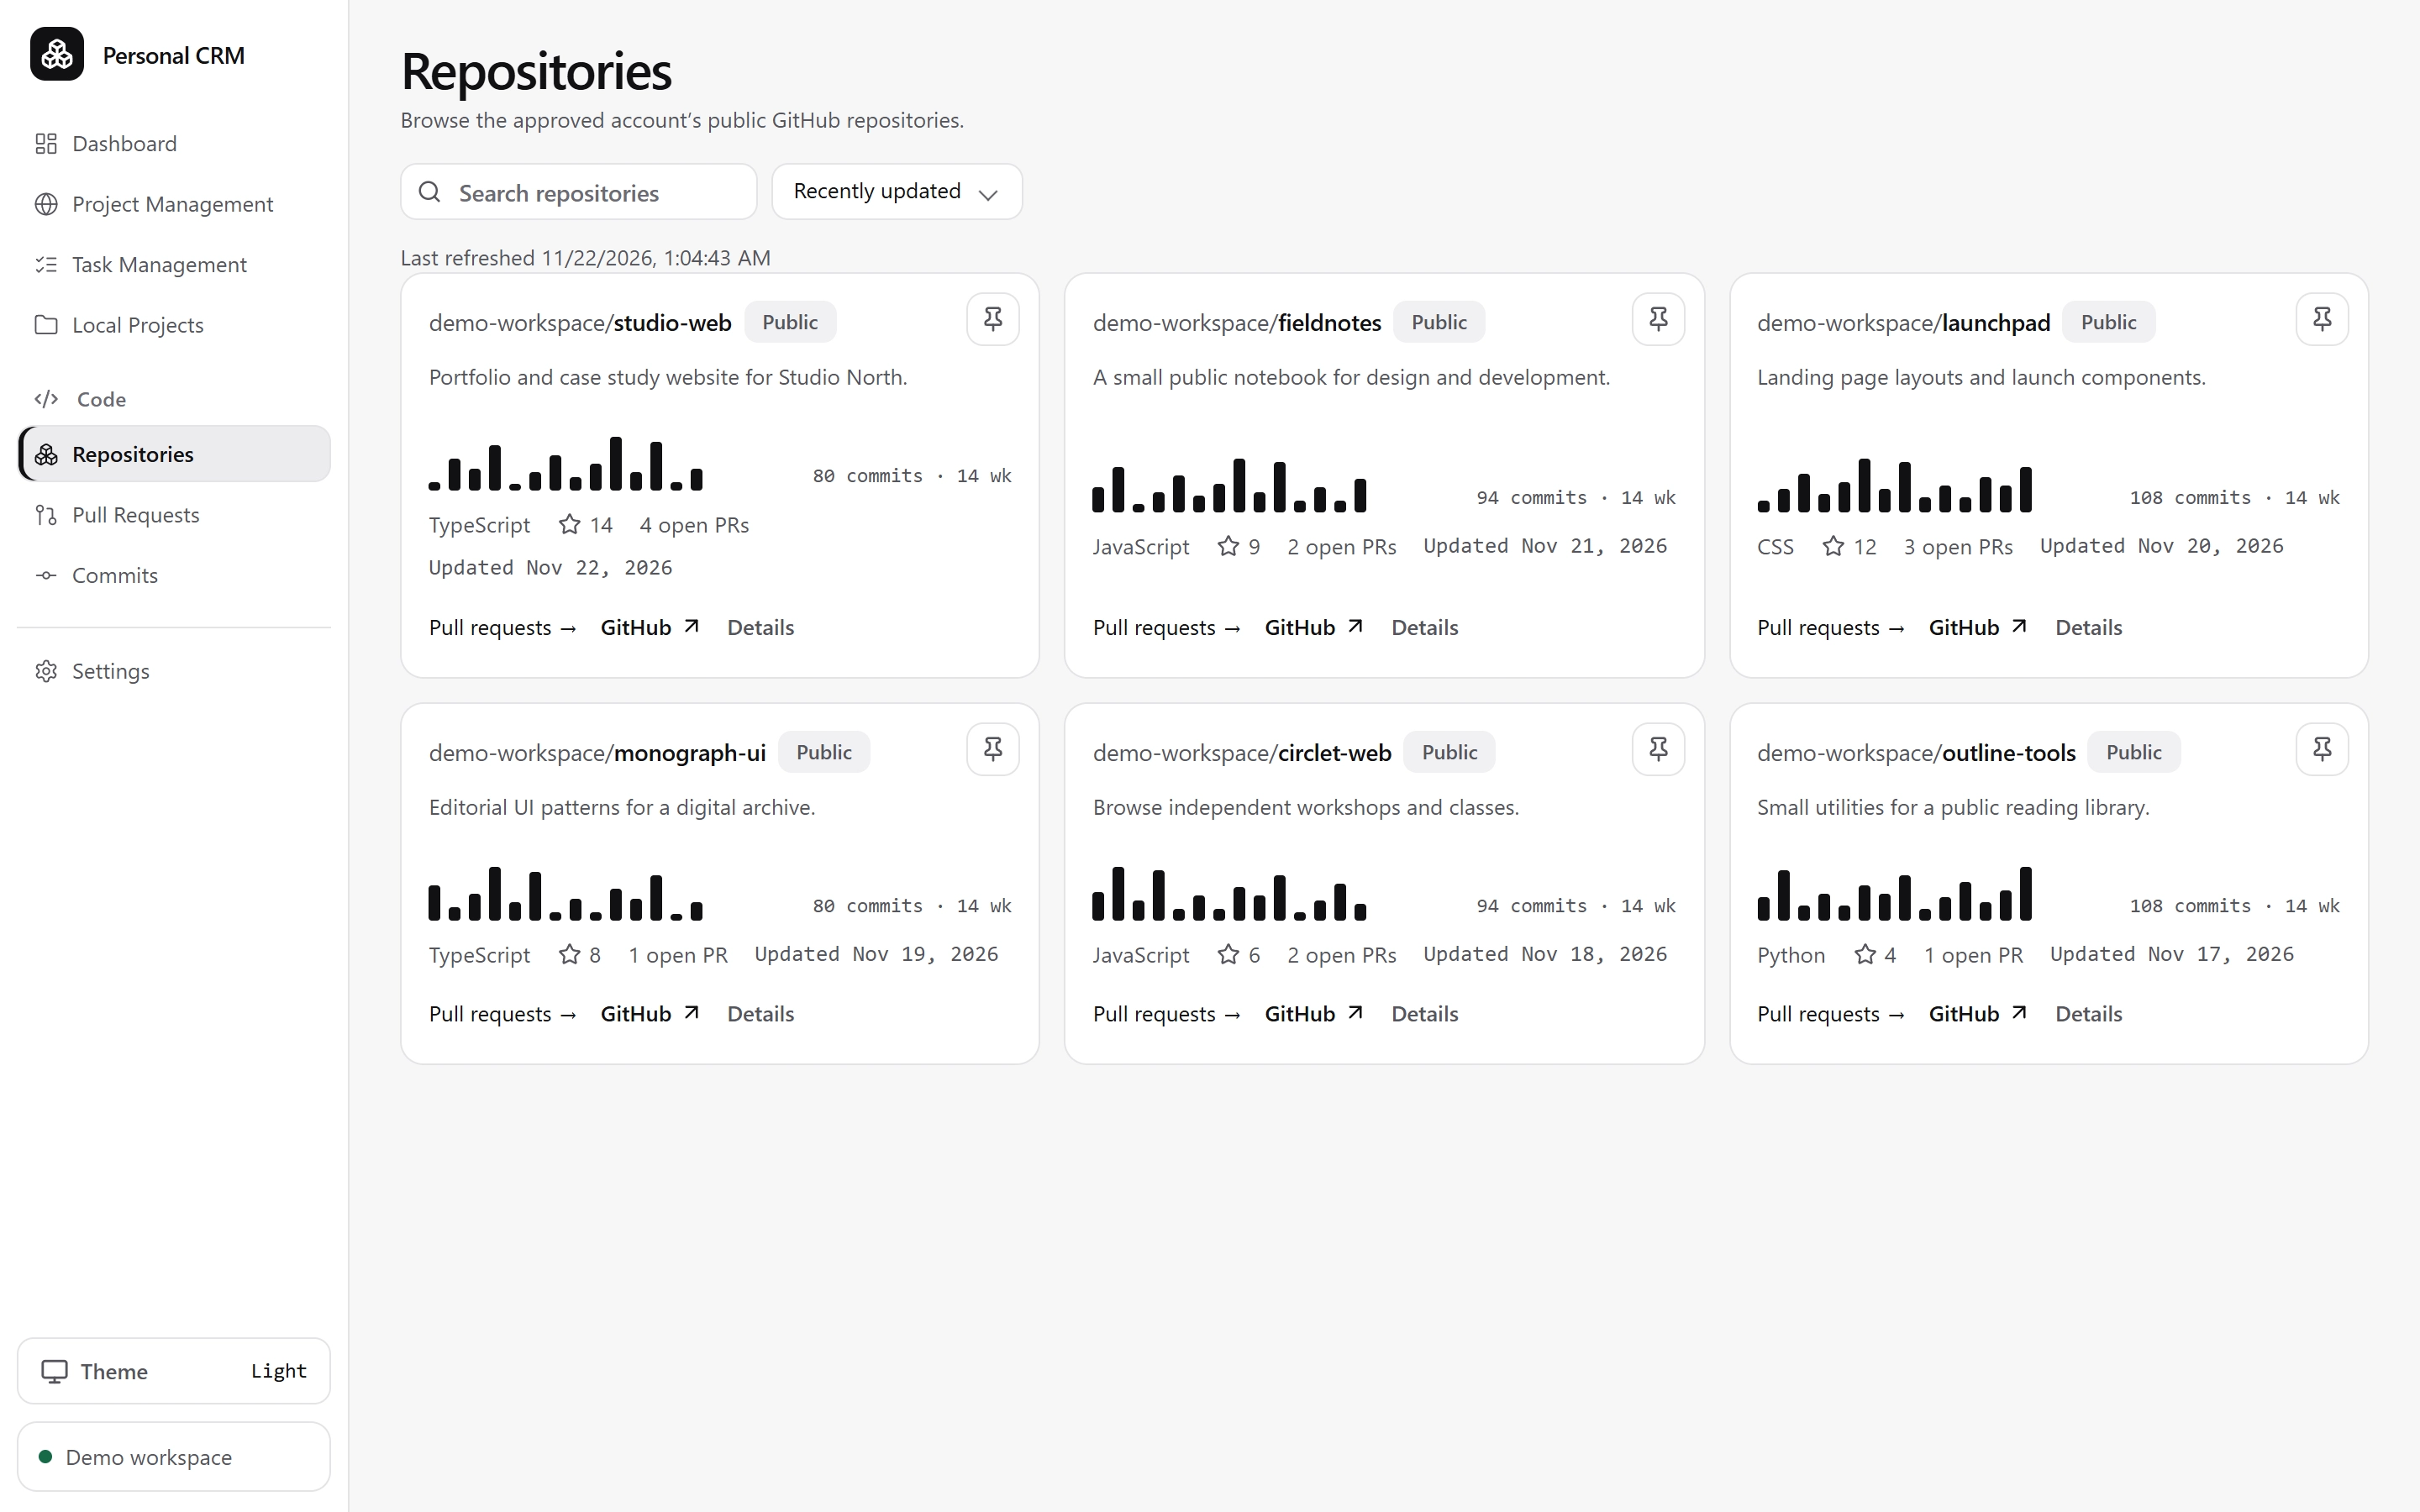 Personal CRM
Dashboard
Project Management
Task Management
Local Projects
Code
Repositories
Pull Requests
Commits
Settings
Theme Light
Demo workspace
Repositories
Browse the approved account's public GitHub repositories.
Search repositories
Recently updated
Last refreshed 11/22/2026, 1:04:43 AM
demo-workspace/studio-web Public
Portfolio and case study website for Studio North.
80 commits · 14 wk
TypeScript 14 4 open PRs
Updated Nov 22, 2026
Pull requests → GitHub Details
demo-workspace/fieldnotes Public
A small public notebook for design and development.
94 commits · 14 wk
JavaScript 9 2 open PRs Updated Nov 21, 2026
Pull requests → GitHub Details
demo-workspace/launchpad Public
Landing page layouts and launch components.
108 commits · 14 wk
CSS 12 3 open PRs Updated Nov 20, 2026
Pull requests → GitHub Details
demo-workspace/monograph-ui Public
Editorial UI patterns for a digital archive.
80 commits · 14 wk
TypeScript 8 1 open PR Updated Nov 19, 2026
Pull requests → GitHub Details
demo-workspace/circlet-web Public
Browse independent workshops and classes.
94 commits · 14 wk
JavaScript 6 2 open PRs Updated Nov 18, 2026
Pull requests → GitHub Details
demo-workspace/outline-tools Public
Small utilities for a public reading library.
108 commits · 14 wk
Python 4 1 open PR Updated Nov 17, 2026
Pull requests → GitHub Details